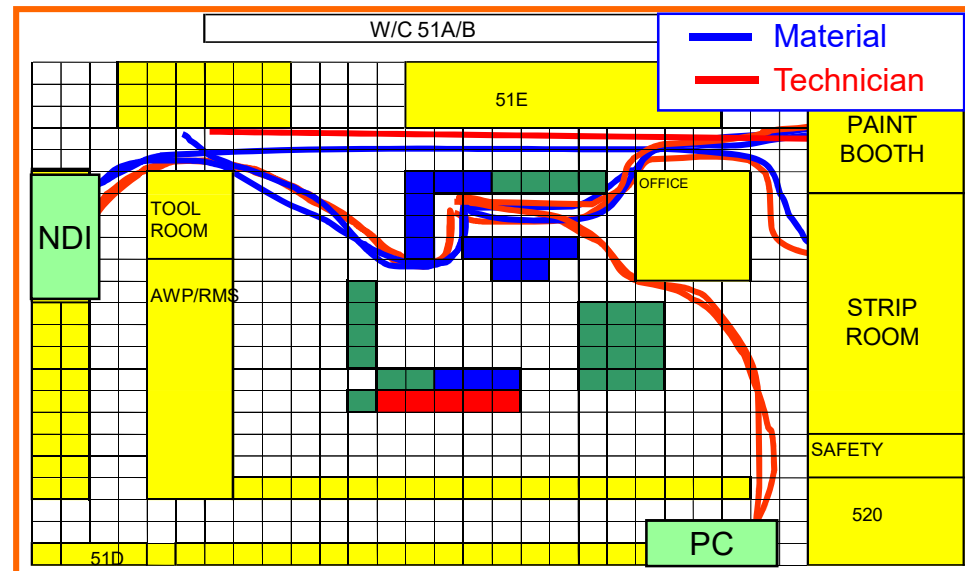 W/C 51A/B
Material
Technician
51E
PAINT
BOOTH
OFFICE
NDI
TOOL
ROOM
AWP/RMS
STRIP
ROOM
SAFETY
520
PC
51D